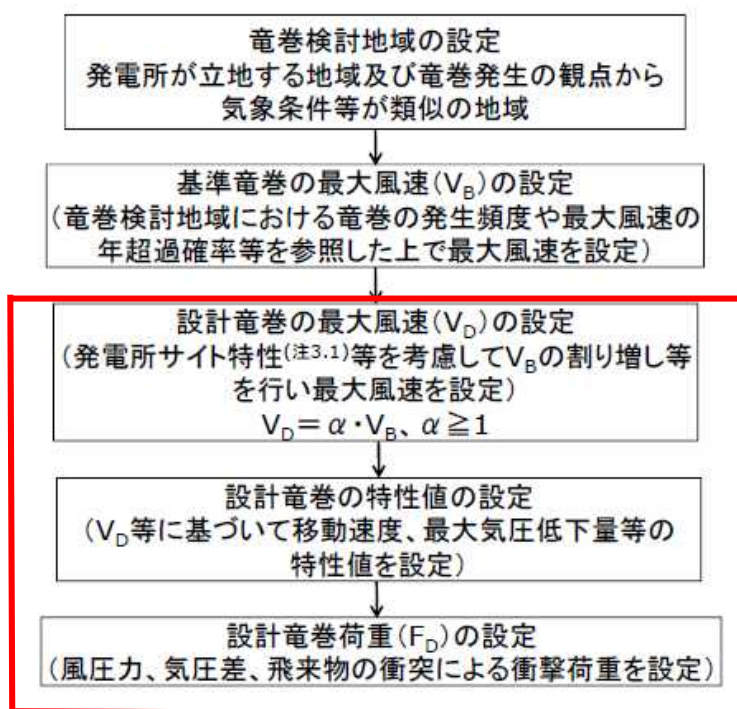 竜巻検討地域の設定
発電所が立地する地域及び竜巻発生の観点から
気象条件等が類似の地域
基準竜巻の最大風速(VB)の設定
(竜巻検討地域における竜巻の発生頻度や最大風速の
年超過確率等を参照した上で最大風速を設定)
設計竜巻の最大風速(VD)の設定
(発電所サイト特性(注3.1)等を考慮してVBの割り増し等
を行い最大風速を設定)
VD=α・VB、α≧1
設計竜巻の特性値の設定
(VD等に基づいて移動速度、最大気圧低下量等の
特性値を設定)
設計竜巻荷重(FD)の設定
(風圧力、気圧差、飛来物の衝突による衝撃荷重を設定)